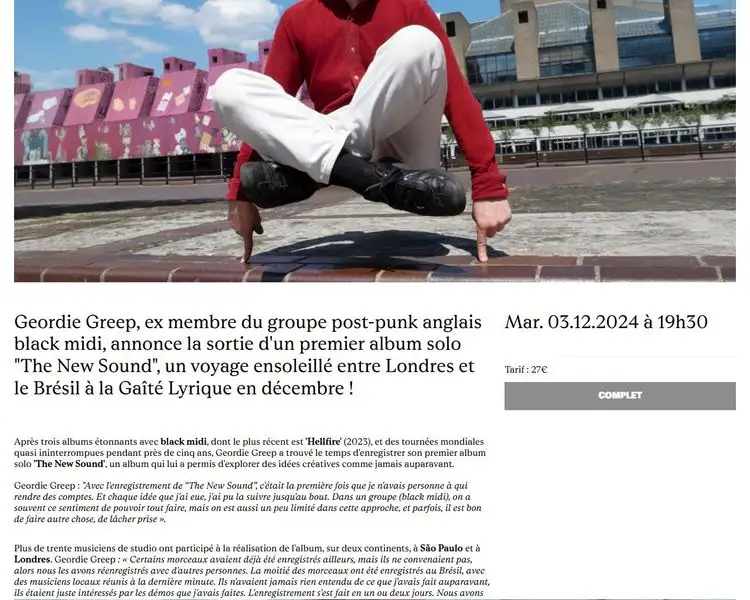 Geordie Greep, ex membre du groupe post-punk anglais
black midi, annonce la sortie d'un premier album solo
"The New Sound", un voyage ensoleillé entre Londres et
le Brésil à la Gaîté Lyrique en décembre !
Mar. 03.12.2024 à 19h30
Tarif : 27€
COMPLET
Après trois albums étonnants avec black midi, dont le plus récent est 'Hellfire' (2023), et des tournées mondiales
quasi ininterrompues pendant près de cinq ans, Geordie Greep a trouvé le temps d'enregistrer son premier album
solo 'The New Sound', un album qui lui a permis d'explorer des idées créatives comme jamais auparavant.
Geordie Greep : "Avec l'enregistrement de “The New Sound”, c'était la première fois que je n'avais personne à qui
rendre des comptes. Et chaque idée que j'ai eue, j'ai pu la suivre jusqu'au bout. Dans un groupe (black midi), on a
souvent ce sentiment de pouvoir tout faire, mais on est aussi un peu limité dans cette approche, et parfois, il est bon
de faire autre chose, de lâcher prise ».
Plus de trente musiciens de studio ont participé à la réalisation de l'album, sur deux continents, à São Paulo et à
Londres. Geordie Greep : « Certains morceaux avaient déjà été enregistrés ailleurs, mais ils ne convenaient pas,
alors nous les avons réenregistrés avec d'autres personnes. La moitié des morceaux ont été enregistrés au Brésil, avec
des musiciens locaux réunis à la dernière minute. Ils n'avaient jamais rien entendu de ce que j'avais fait auparavant,
ils étaient juste intéressés par les démos que j'avais faites. L'enregistrement s'est fait en un ou deux jours. Nous avons